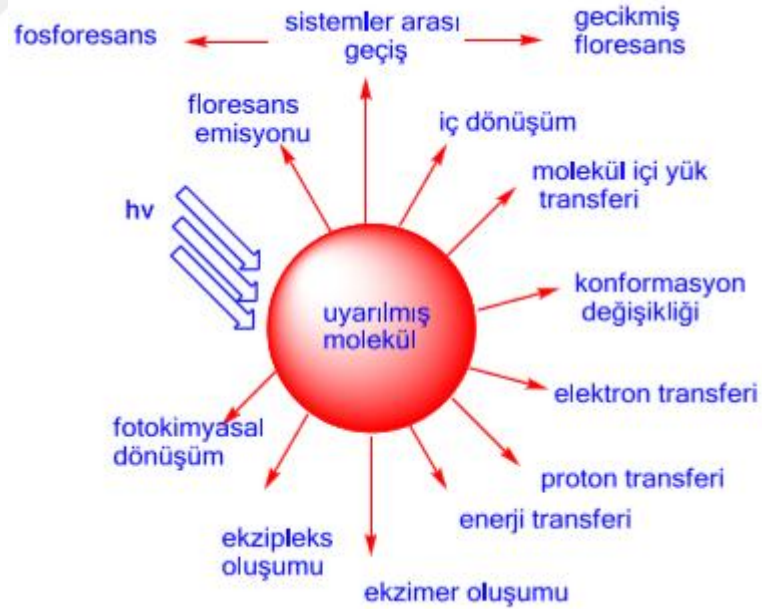 fosforesans
sistemler arası
geçiş
gecikmiş
floresans
floresans
emisyonu
iç dönüşüm
molekül içi yük
transferi
hv
konformasyon
değişikliği
uyarılmış
molekül
elektron transferi
fotokimyasal
dönüşüm
proton transferi
enerji transferi
ekzipleks
oluşumu
ekzimer oluşumu